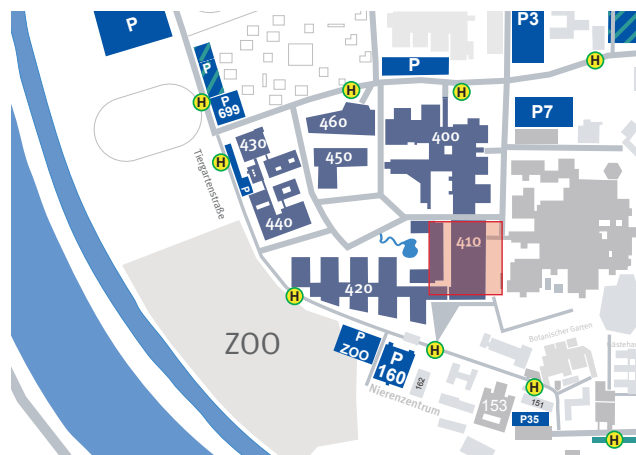 P
P3
P
P
H
H
P
699
H
H
P7
460
400
430
450
H
P
Tiergartenstraße
440
410
420
H
ZOO
P
ZOO
P
160
H
Botanischer Garten
162
Nierenzentrum
153
H
151
P35
H